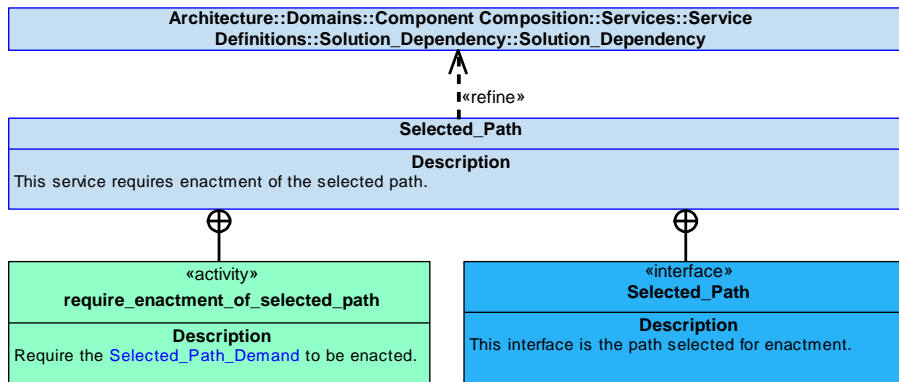 Architecture::Domains::Component Composition::Services::Service
Definitions::Solution_Dependency::Solution_Dependency
«refine»
Selected_Path
Description
This service requires enactment of the selected path.
«activity»
require_enactment_of_selected_path
Description
Require the Selected_Path_Demand to be enacted.
«interface»
Selected_Path
Description
This interface is the path selected for enactment.